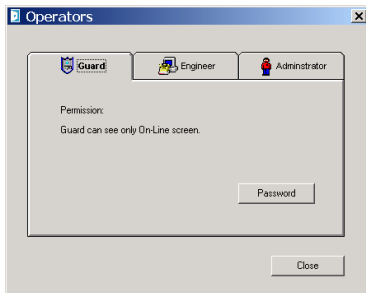 Operators
Guard
Engineer
Adminstrator
Permission:
Guard can see only On-Line screen.
Password
Close